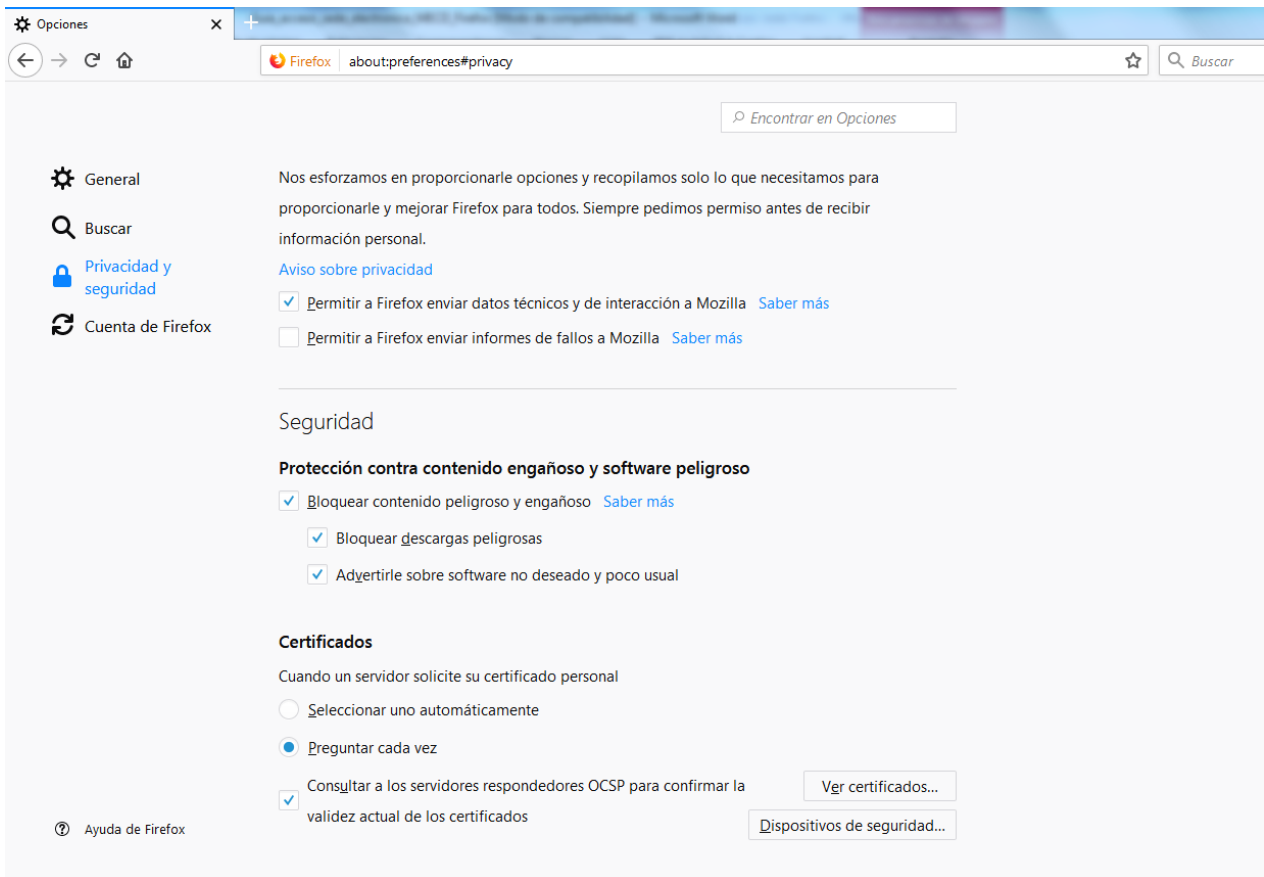 Opciones
Firefox about:preferences#privacy
Buscar
Encontrar en Opciones
General
Buscar
Privacidad y
seguridad
Cuenta de Firefox
Nos esforzamos en proporcionarle opciones y recopilamos solo lo que necesitamos para
proporcionarle y mejorar Firefox para todos. Siempre pedimos permiso antes de recibir
información personal.
Aviso sobre privacidad
Permitir a Firefox enviar datos técnicos y de interacción a Mozilla Saber más
Permitir a Firefox enviar informes de fallos a Mozilla Saber más
Seguridad
Protección contra contenido engañoso y software peligroso
Bloquear contenido peligroso y engañoso Saber más
Bloquear descargas peligrosas
Advertirle sobre software no deseado y poco usual
Certificados
Cuando un servidor solicite su certificado personal
Seleccionar uno automáticamente
Preguntar cada vez
Consultar a los servidores respondedores OCSP para confirmar la
validez actual de los certificados
Ver certificados...
Dispositivos de seguridad...
Ayuda de Firefox